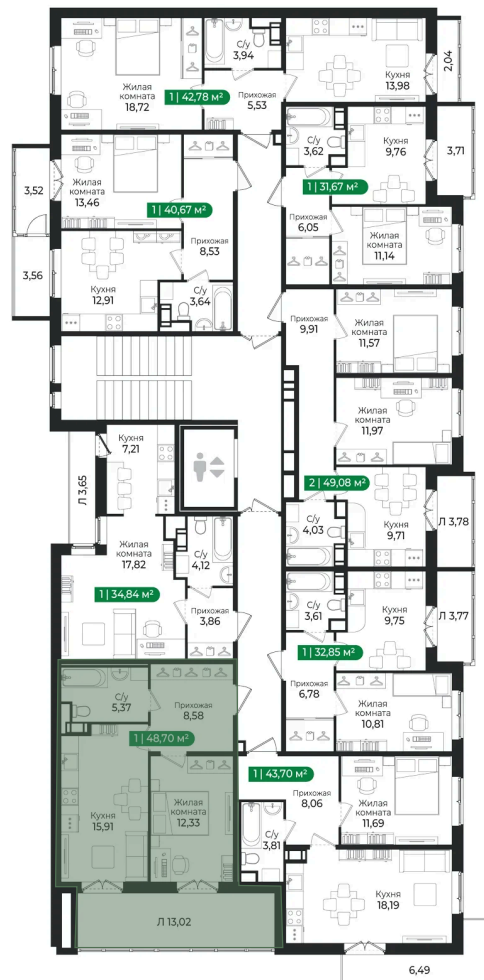 Жилая
комната
18,72
1 | 42,78 м²
С/у
3,94
Прихожая
5,53
Кухня
13,98
2,04
3,52
Жилая
комната
13,46
1 | 40,67 м²
Прихожая
8,53
С/у
3,62
Кухня
9,76
3,71
1 | 31,67 м²
6,05
Прихожая
Жилая
комната
11,14
3,56
Кухня
12,91
С/у
3,64
Прихожая
9,91
Жилая
комната
11,57
Жилая
комната
11,97
Кухня
7,21
Л 3,65
Жилая
комната
17,82
1 | 34,84 м²
С/у
4,12
Прихожая
3,86
2 | 49,08 м²
С/у
4,03
Кухня
9,71
Л 3,78
С/у
3,61
Кухня
9,75
Л 3,77
1 | 32,85 м²
Прихожая
6,78
Жилая
комната
10,81
С/у
5,37
Прихожая
8,58
1 | 48,70 м²
Кухня
15,91
Жилая
комната
12,33
Л 13,02
1 | 43,70 м²
Прихожая
8,06
Жилая
комната
11,69
С/у
3,81
Кухня
18,19
6,49